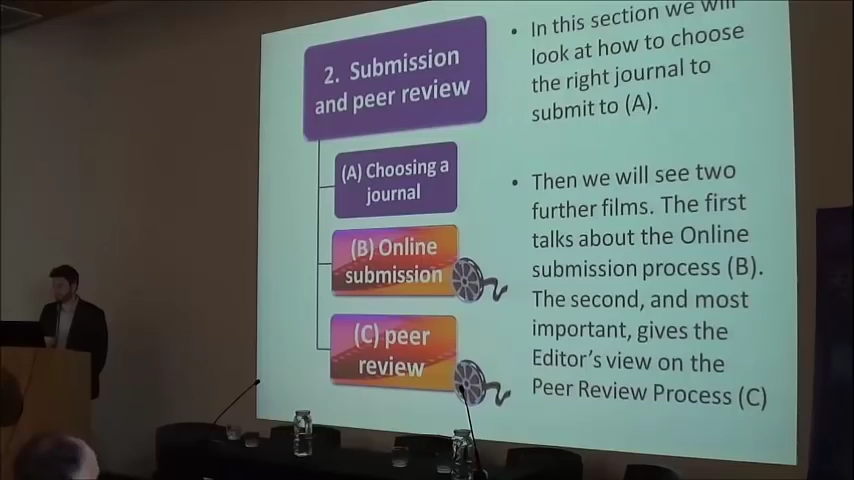 2. Submission
and peer review
(A) Choosing a
journal
(B) Online
submission
(C) peer
review
• In this section we will
look at how to choose
the right journal to
submit to (A).
• Then we will see two
further films. The first
talks about the Online
submission process (B).
The second, and most
important, gives the
Editor's view on the
Peer Review Process (C)